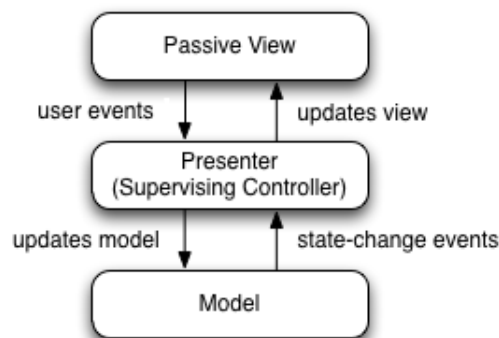 Passive View
user events
updates view
Presenter
(Supervising Controller)
updates model
state-change events
Model